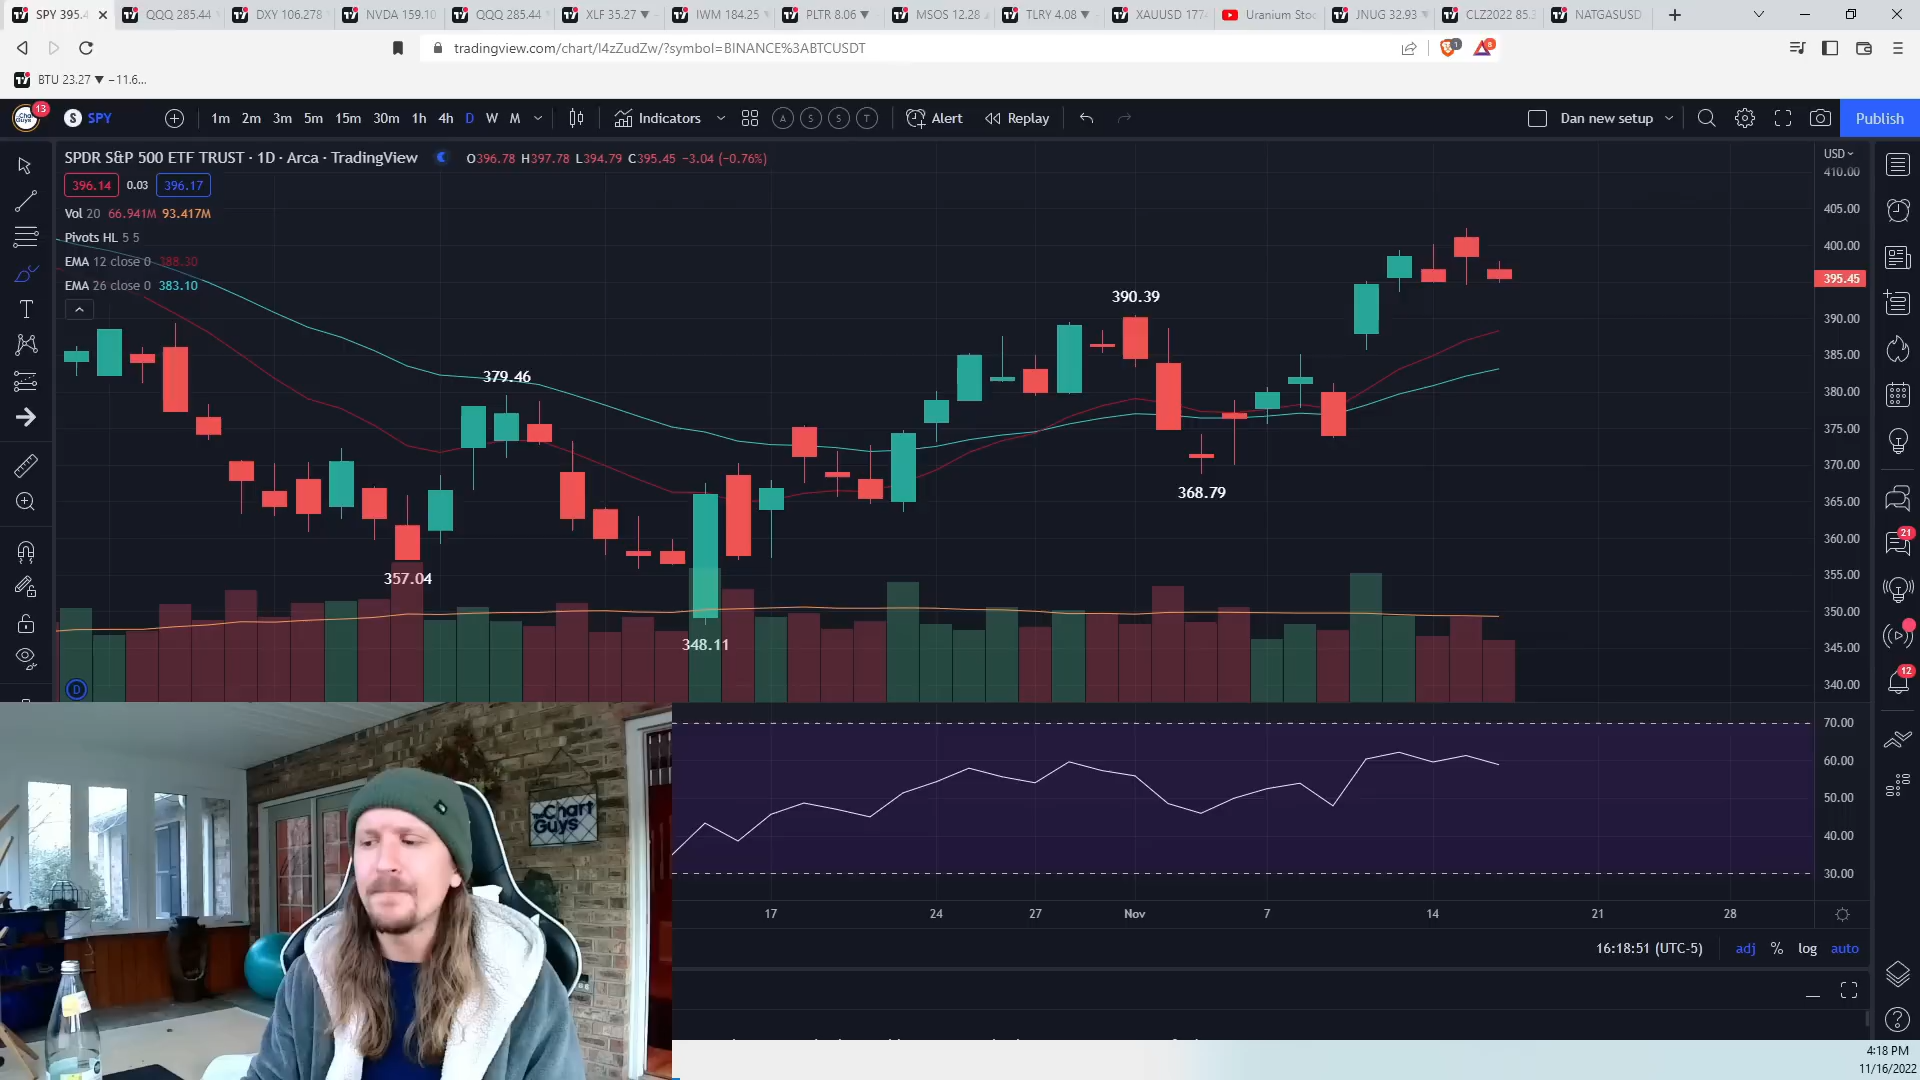 SPY 395.4
QQQ 285.44
DXY 106.278
NVDA 159.10
QQQ 285.44
XLF 35.27 ▼ −
IWM 184.25
PLTR 8.06 ▼
MSOS 12.28
TLRY 4.08 ▼
XAUUSD 177
Uranium Sto
JNUG 32.93
CLZ2022 85.
NATGASUSD
tradingview.com/chart/I4zZudZw/?symbol=BINANCE%3ABTCUSDT
1
8
BTU 23.27 ▼ −11.6...
13
S SPY
1m 2m 3m 5m 15m 30m 1h 4h D W M
Indicators
A S S T
Alert
Replay
Dan new setup
Publish
SPDR S&P 500 ETF TRUST · 1D · Arca · TradingView
O396.78 H397.78 L394.79 C395.45 −3.04 (−0.76%)
396.14 0.03 396.17
Vol 20 66.941M 93.417M
Pivots HL 5 5
EMA 12 close 0 388.30
EMA 26 close 0 383.10
USD
410.00
405.00
400.00
395.45
390.00
385.00
380.00
375.00
370.00
365.00
360.00
355.00
350.00
345.00
340.00
390.39
379.46
368.79
357.04
348.11
D
21
12
70.00
60.00
50.00
40.00
30.00
The Chart
Guys
17 24 27 Nov 7 14 21 28
16:18:51 (UTC-5) adj % log auto
4:18 PM
11/16/2022